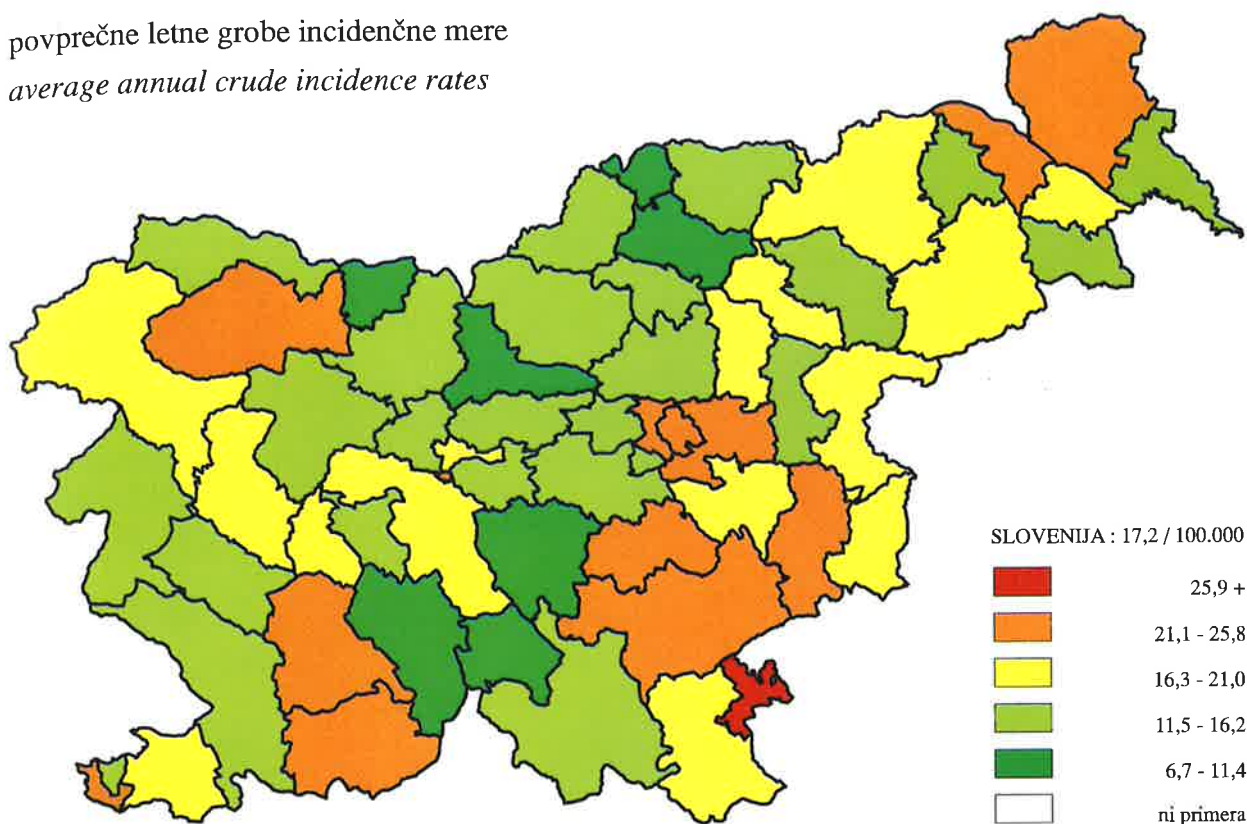 povprečne letne grobe incidenčne mere
average annual crude incidence rates
SLOVENIJA : 17,2 / 100.000
25,9 +
21,1 - 25,8
16,3 - 21,0
11,5 - 16,2
6,7 - 11,4
ni primera